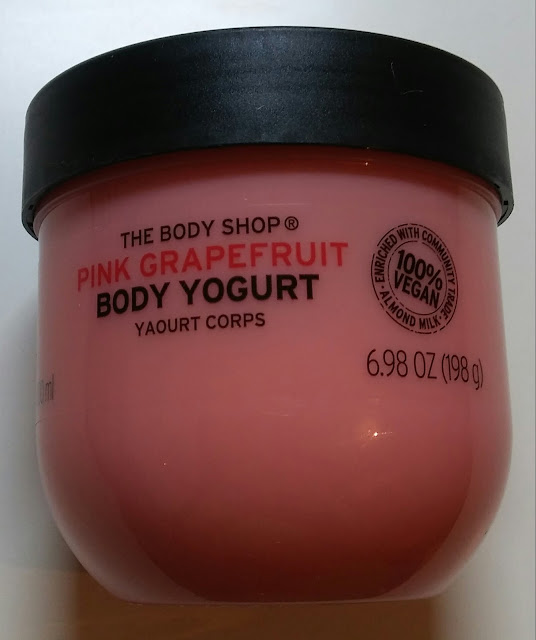 THE BODY SHOP®
PINK GRAPEFRUIT
BODY YOGURT
YAOURT CORPS
ENRICHED WITH COMMUNITY TRADE
• ALMOND MILK •
100%
VEGAN
6.98 OZ (198 g)
ml